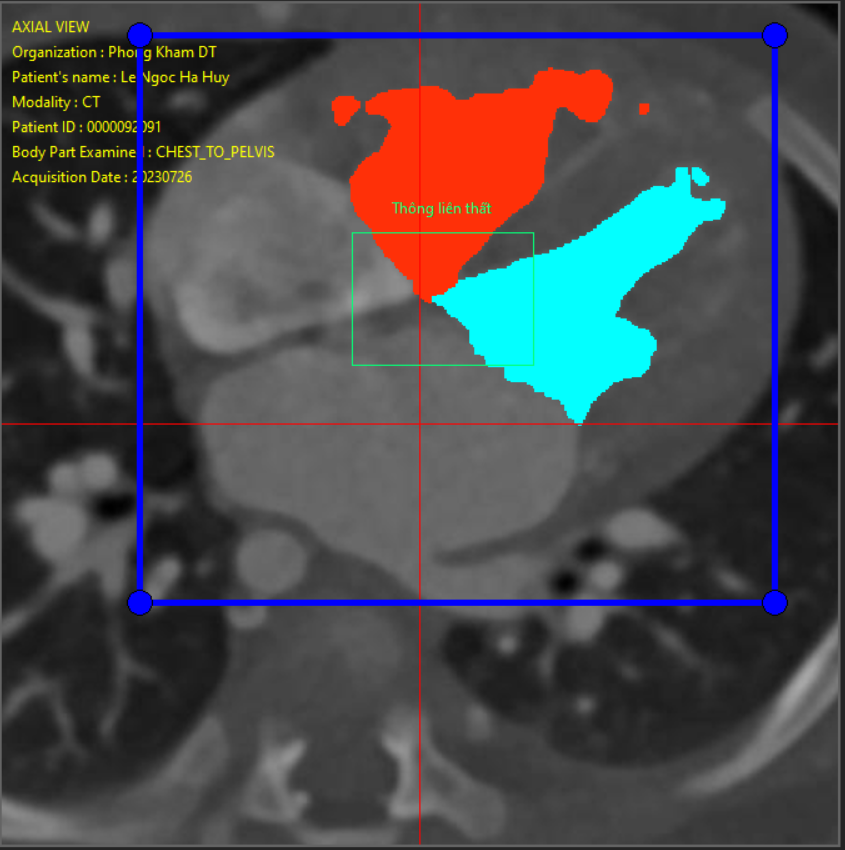 AXIAL VIEW
Organization : Phong Kham DT
Patient's name : Le Ngoc Ha Huy
Modality : CT
Patient ID : 0000092091
Body Part Examined : CHEST_TO_PELVIS
Acquisition Date : 20230726
Thông liên thất